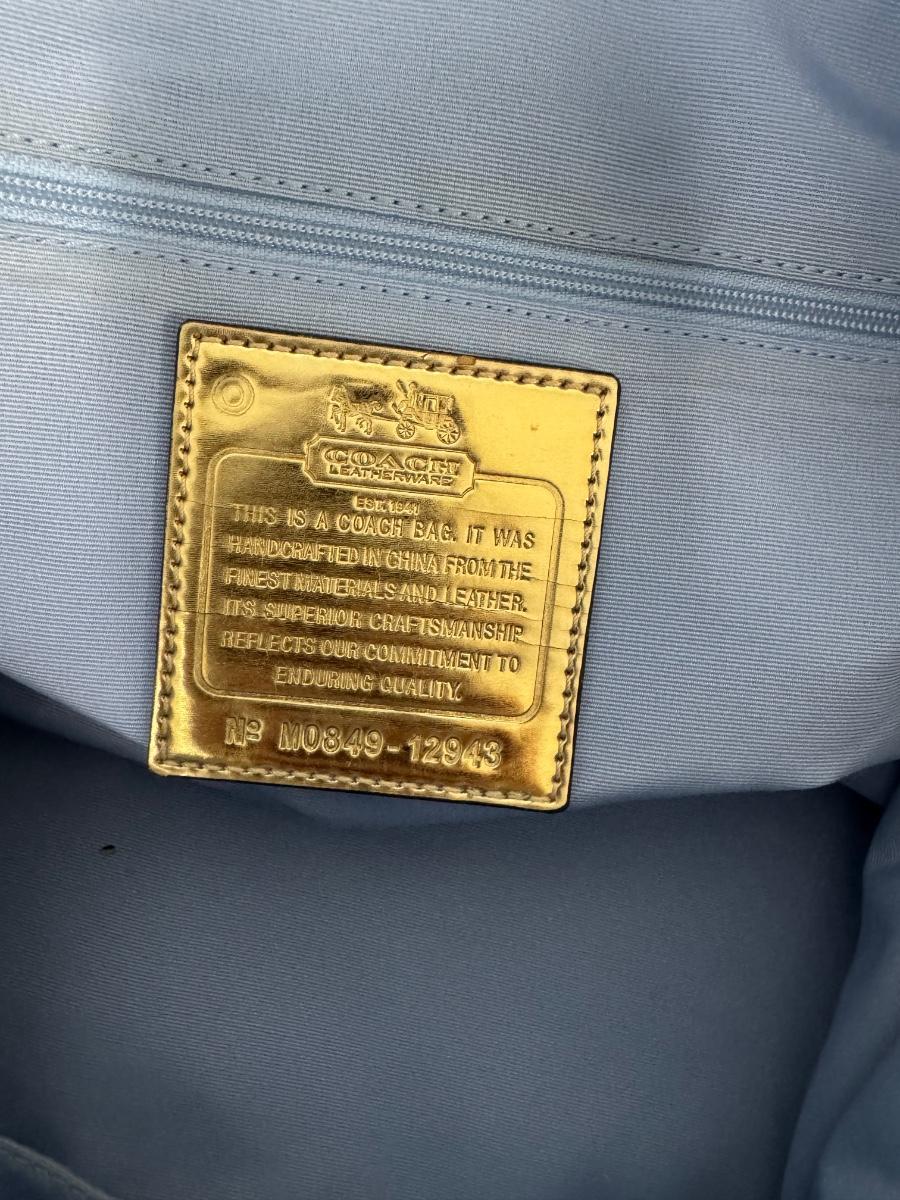 COACH
LEATHERWARE
EST. 1941
THIS IS A COACH BAG. IT WAS
HANDCRAFTED IN CHINA FROM THE
FINEST MATERIALS AND LEATHER.
ITS SUPERIOR CRAFTSMANSHIP
REFLECTS OUR COMMITMENT TO
ENDURING QUALITY.
Nº M0849-12943